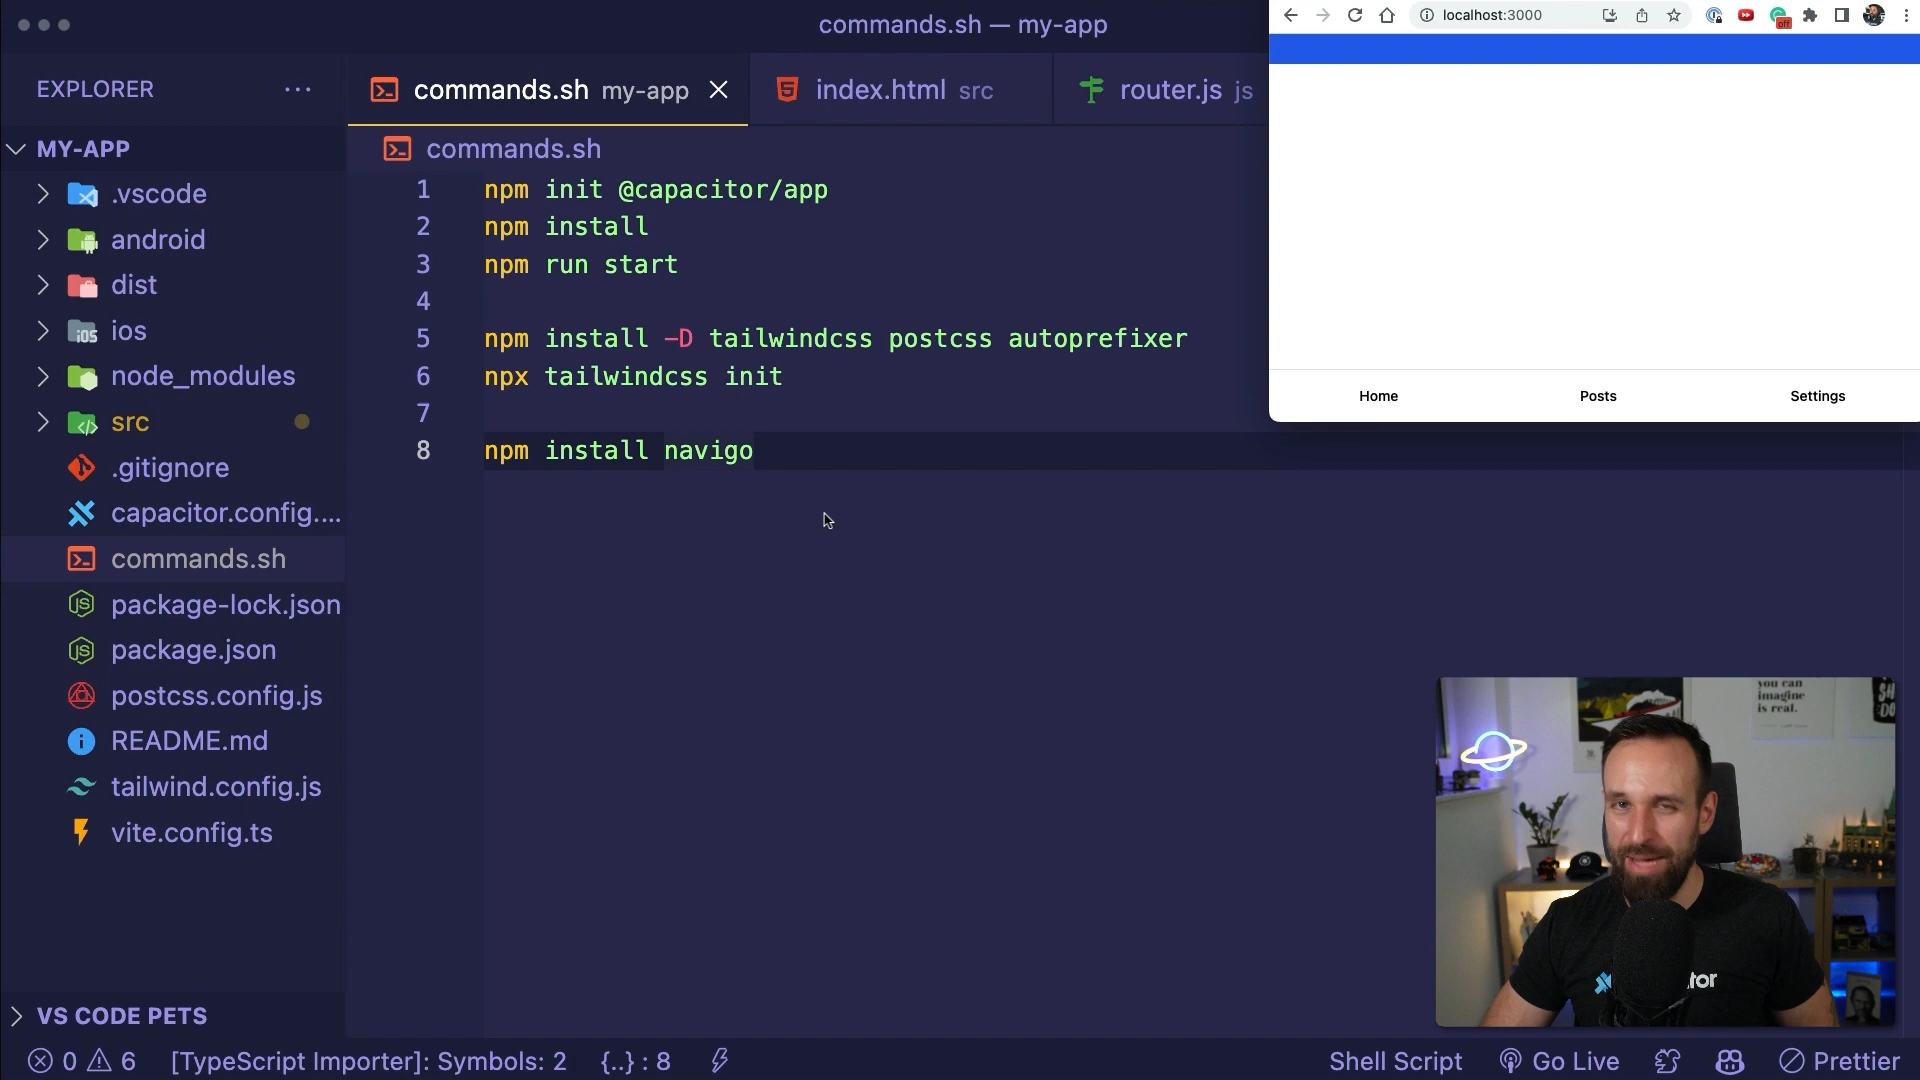 commands.sh — my-app
localhost:3000
off
EXPLORER
commands.sh my-app
index.html src
router.js js
MY-APP
commands.sh
.vscode
android
dist
ios
node_modules
src
.gitignore
capacitor.config....
commands.sh
package-lock.json
package.json
postcss.config.js
README.md
tailwind.config.js
vite.config.ts
1 npm init @capacitor/app
2 npm install
3 npm run start
4
5 npm install -D tailwindcss postcss autoprefixer
6 npx tailwindcss init
7
8 npm install navigo
Home Posts Settings
you can
imagine
is real.
tor
VS CODE PETS
0 6 [TypeScript Importer]: Symbols: 2 {..} : 8
Shell Script Go Live Prettier